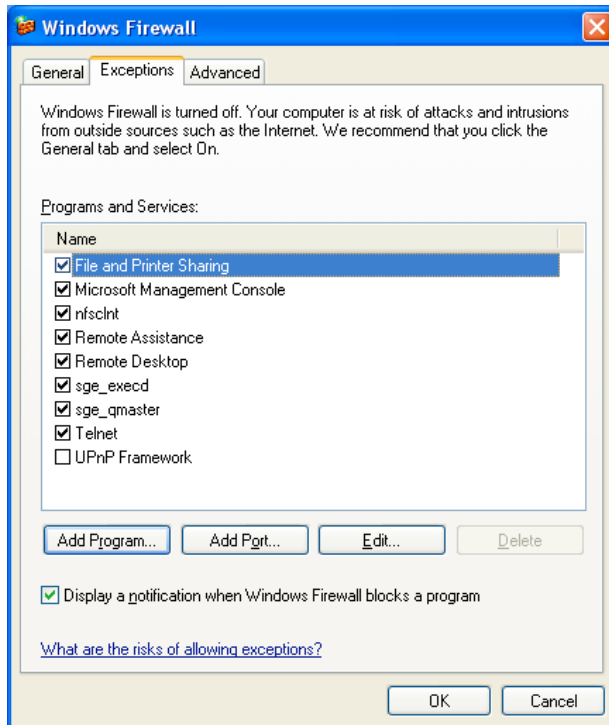 Windows Firewall
General Exceptions Advanced
Windows Firewall is turned off. Your computer is at risk of attacks and intrusions
from outside sources such as the Internet. We recommend that you click the
General tab and select On.
Programs and Services:
Name
File and Printer Sharing
Microsoft Management Console
nfsclnt
Remote Assistance
Remote Desktop
sge_execd
sge_qmaster
Telnet
UPnP Framework
Add Program... Add Port... Edit... Delete
Display a notification when Windows Firewall blocks a program
What are the risks of allowing exceptions?
OK Cancel